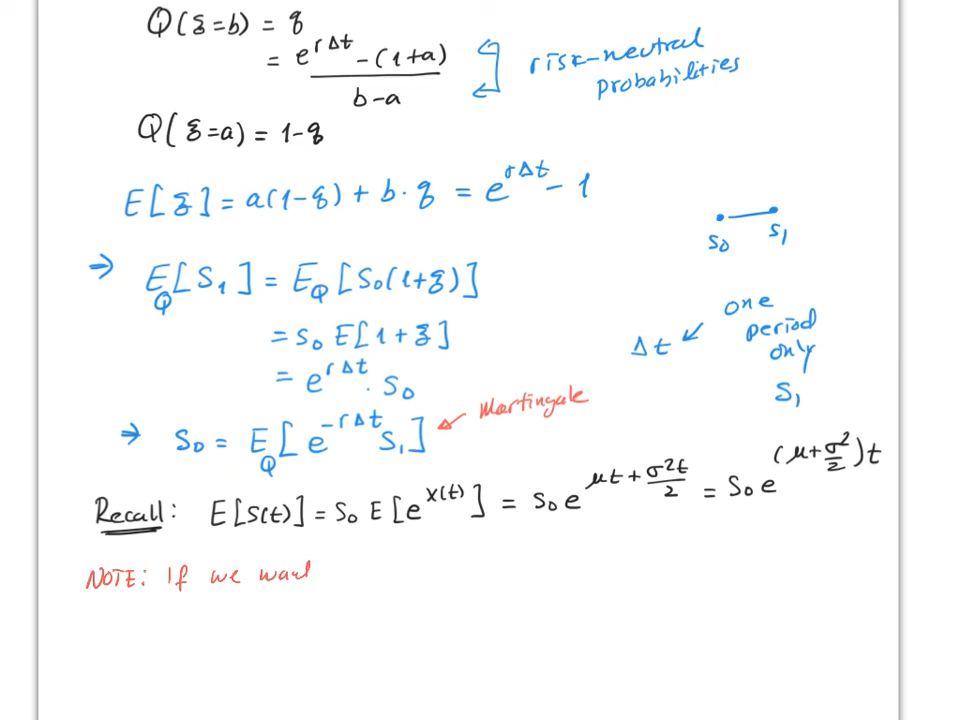 Q(ξ=b) = q
= e^{rΔt} - (1+a) / b-a
risk-neutral probabilities
Q(ξ=a) = 1-q
E[ξ] = a(1-q) + b·q = e^{rΔt} - 1
S₀ S₁
⇒ E_Q[S₁] = E_Q[S₀(1+ξ)]
= S₀ E[1+ξ]
= e^{rΔt} · S₀
Δt ↙ one period only
S₁
→ S₀ = E_Q[e^{-rΔt} S₁] ← Martingale
Recall: E[S(t)] = S₀ E[e^{X(t)}] = S₀ e^{μt + σ²t/2} = S₀ e^{(μ+σ²/2)t}
NOTE: If we want